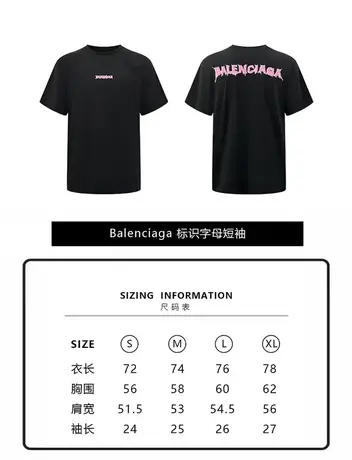 BALENCIAGA
BALENCIAGA
Balenciaga 标识字母短袖
SIZING INFORMATION
尺码表
SIZE S M L XL
衣长 72 74 76 78
胸围 56 58 60 62
肩宽 51.5 53 54.5 56
袖长 24 25 26 27